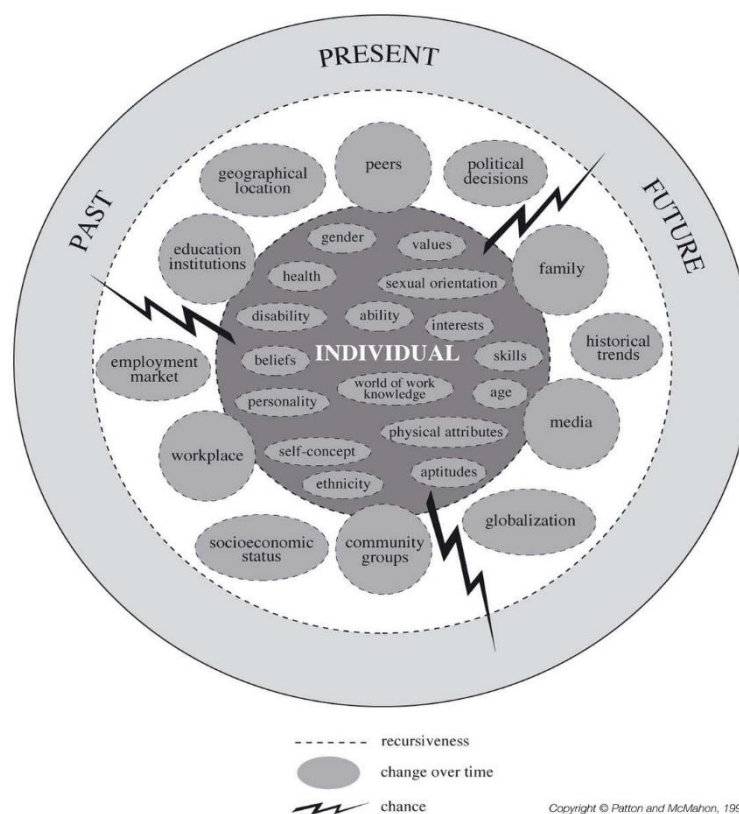 PRESENT
PAST
FUTURE
peers
political
decisions
geographical
location
education
institutions
family
gender
values
health
sexual orientation
disability
ability
interests
historical
trends
INDIVIDUAL
employment
market
beliefs
skills
world of work
knowledge
age
personality
media
physical attributes
workplace
self-concept
aptitudes
ethnicity
globalization
socioeconomic
status
community
groups
recursiveness
change over time
chance
Copyright © Patton and McMahon, 199